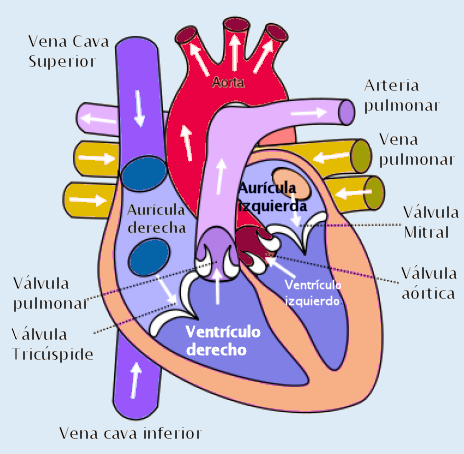 Vena Cava
Superior
Aorta
Arteria
pulmonar
Vena
pulmonar
Aurícula
izquierda
Aurícula
derecha
Válvula
Mitral
Válvula
pulmonar
Válvula
aórtica
Ventrículo
izquierdo
Válvula
Tricúspide
Ventrículo
derecho
Vena cava inferior